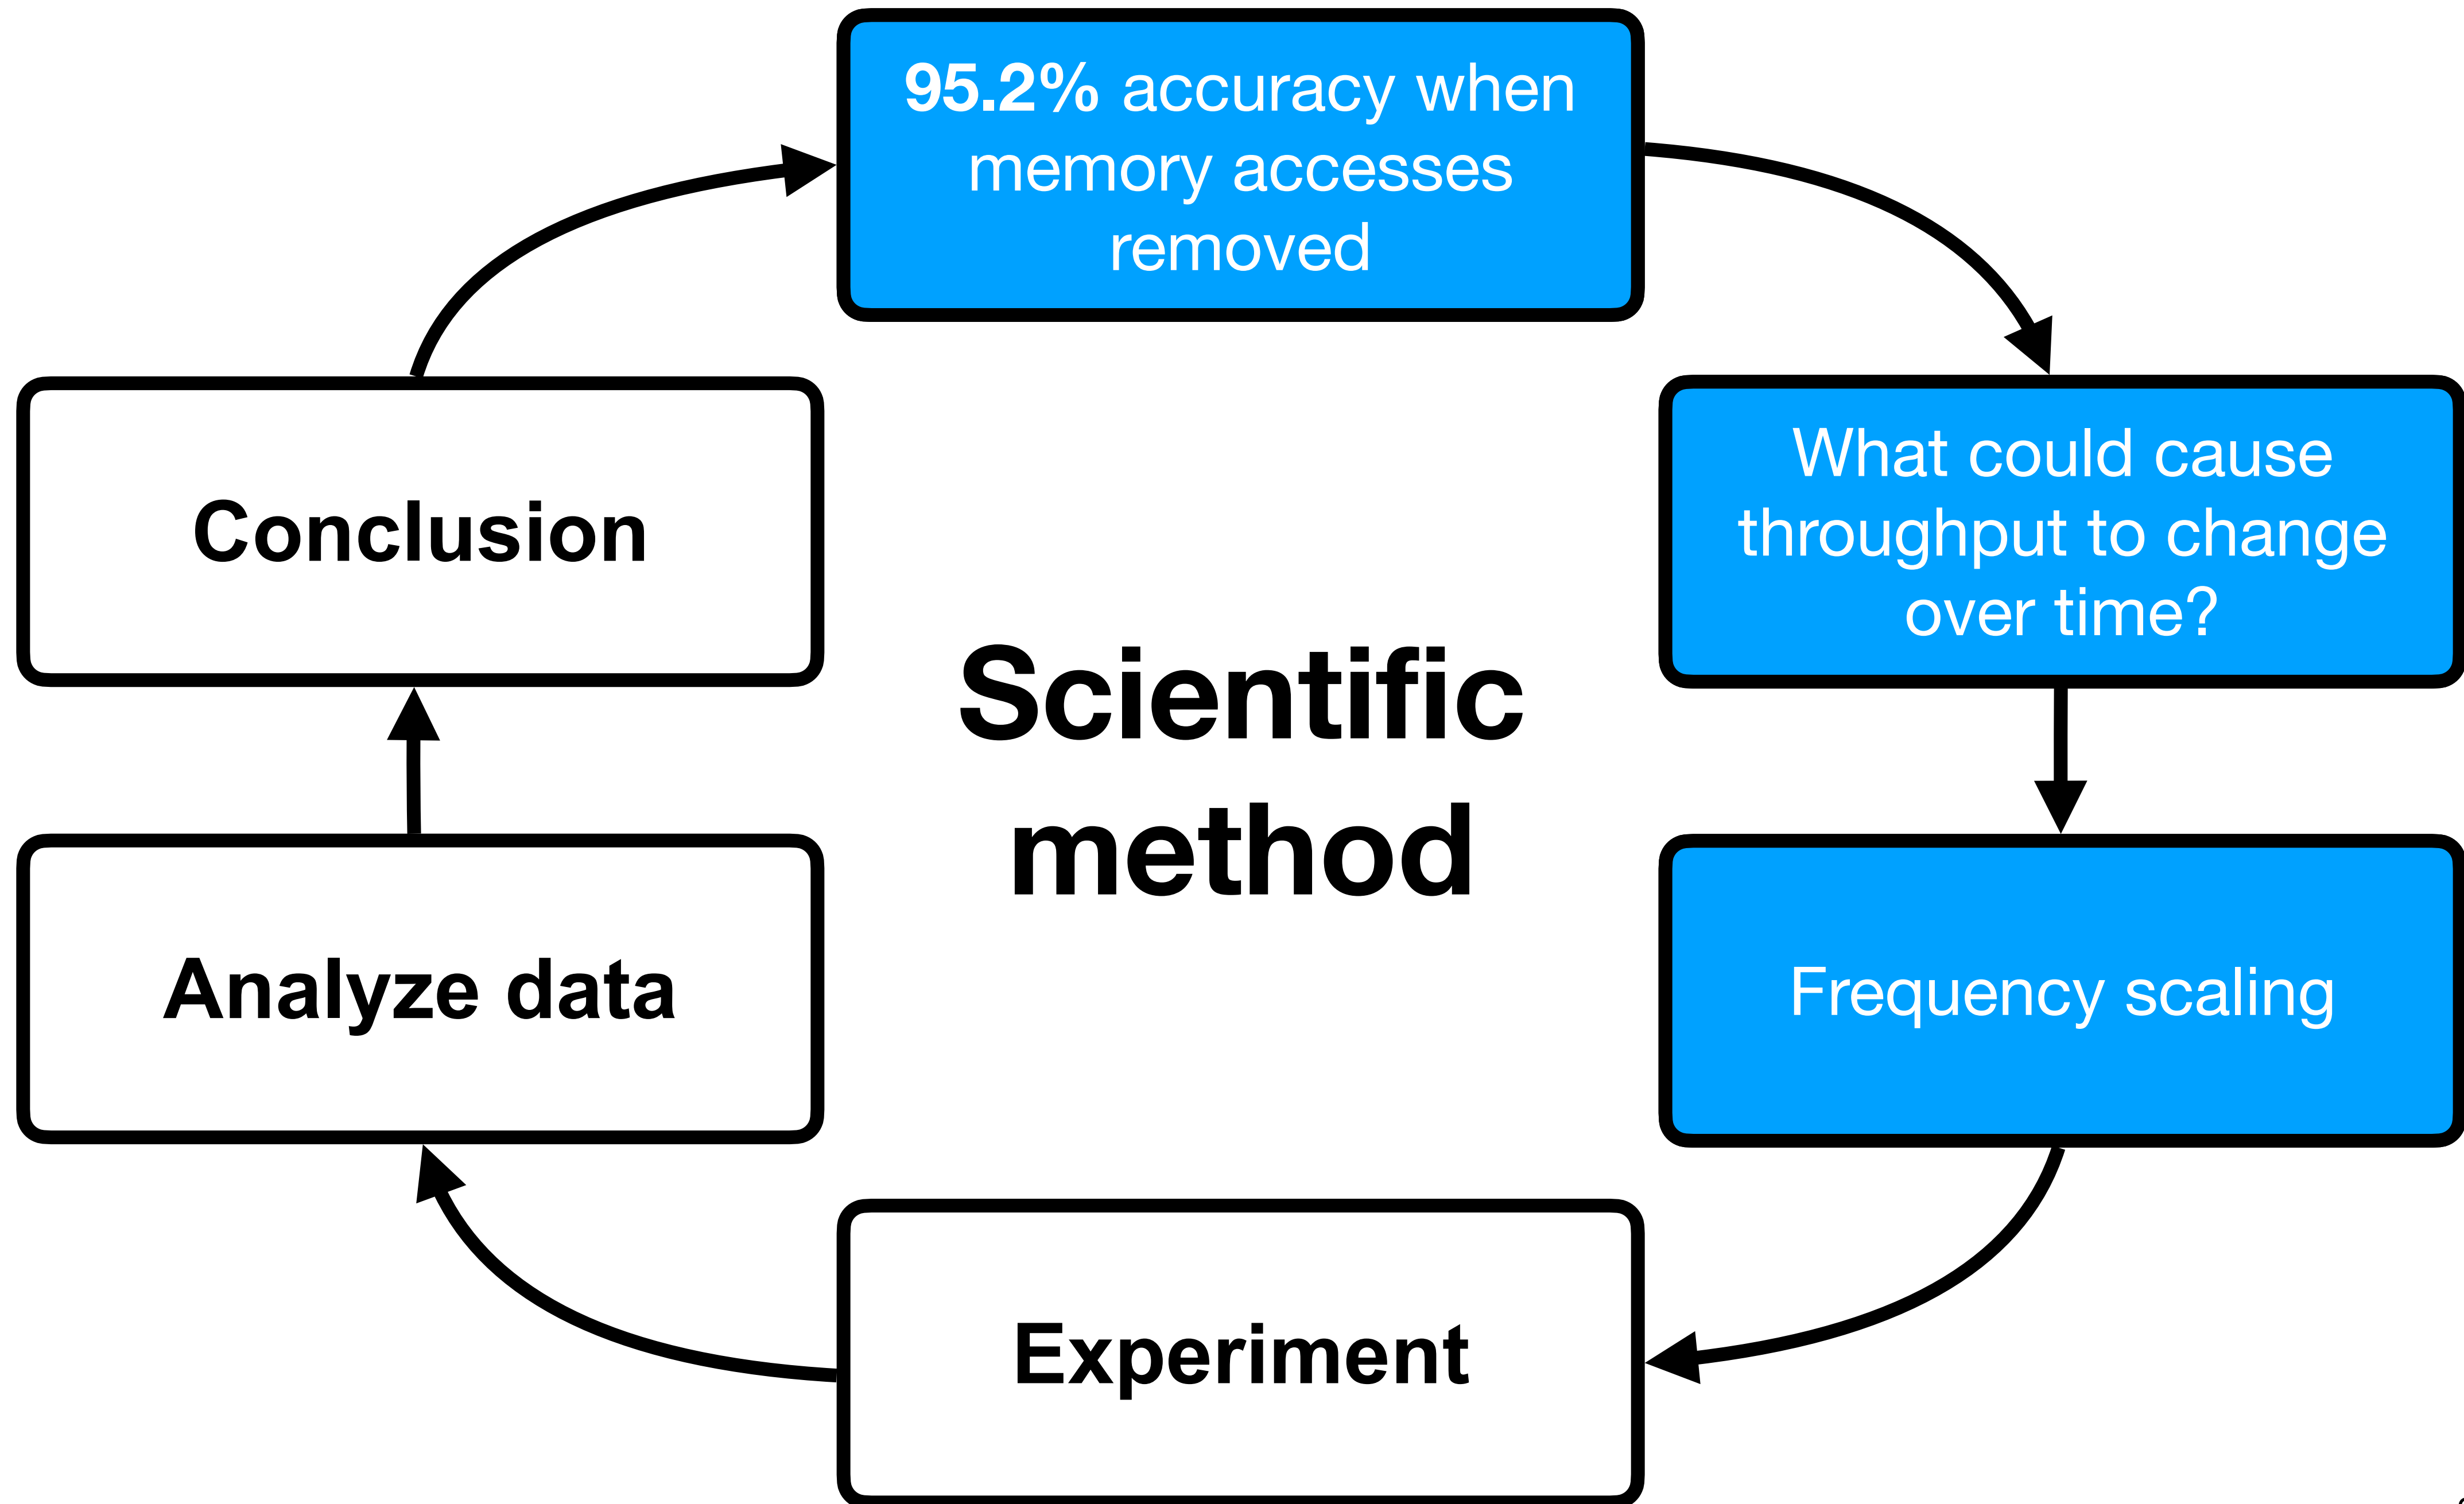 95.2% accuracy when
memory accesses
removed
What could cause
throughput to change
over time?
Frequency scaling
Experiment
Analyze data
Conclusion
Scientific
method